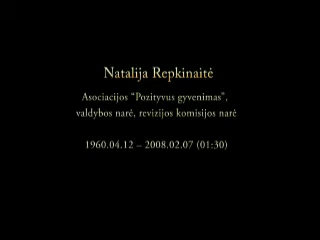 Natalija Repkinaitė
Asociacijos “Pozityvus gyvenimas”,
valdybos narė, revizijos komisijos narė
1960.04.12 – 2008.02.07 (01:30)